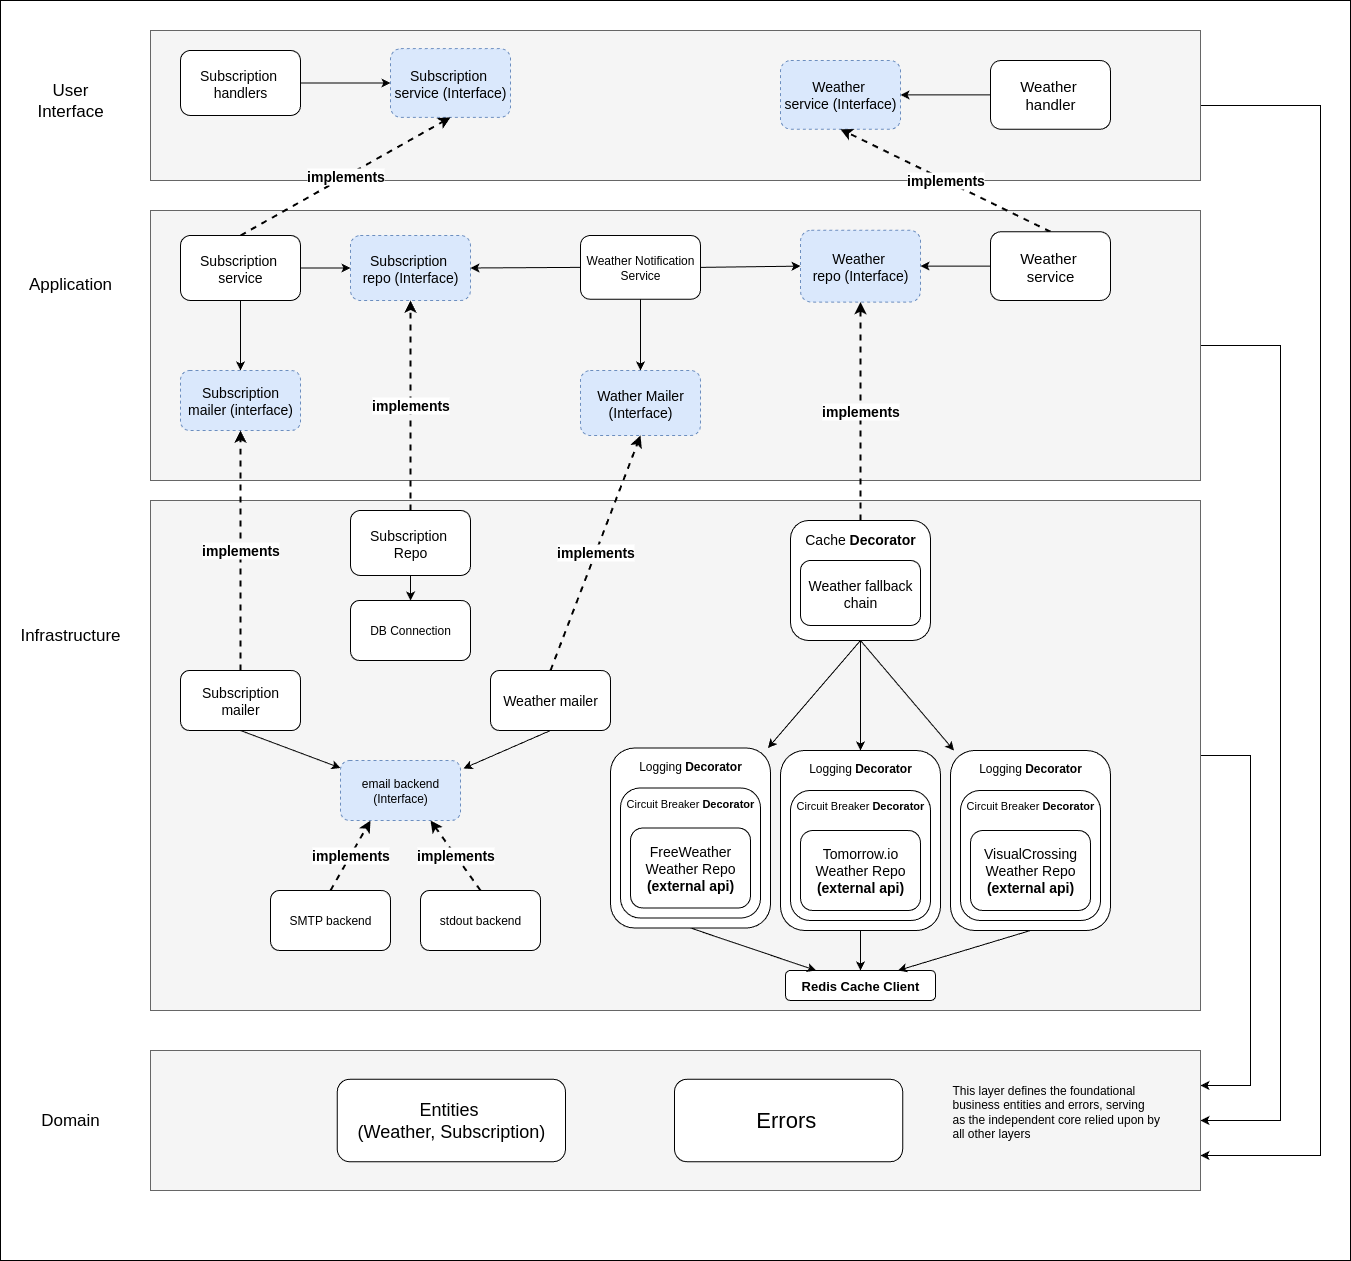 User
Interface
Subscription
handlers
Subscription
service (Interface)
Weather
service (Interface)
Weather
handler
implements
implements
Application
Subscription
service
Subscription
repo (Interface)
Weather Notification
Service
Weather
repo (Interface)
Weather
service
Subscription
mailer (interface)
implements
Wather Mailer
(Interface)
implements
Infrastructure
implements
Subscription
Repo
implements
Cache Decorator
Weather fallback
chain
DB Connection
Subscription
mailer
Weather mailer
email backend
(Interface)
implements
implements
SMTP backend
stdout backend
Logging Decorator
Circuit Breaker Decorator
FreeWeather
Weather Repo
(external api)
Logging Decorator
Circuit Breaker Decorator
Tomorrow.io
Weather Repo
(external api)
Logging Decorator
Circuit Breaker Decorator
VisualCrossing
Weather Repo
(external api)
Redis Cache Client
Domain
Entities
(Weather, Subscription)
Errors
This layer defines the foundational
business entities and errors, serving
as the independent core relied upon by
all other layers